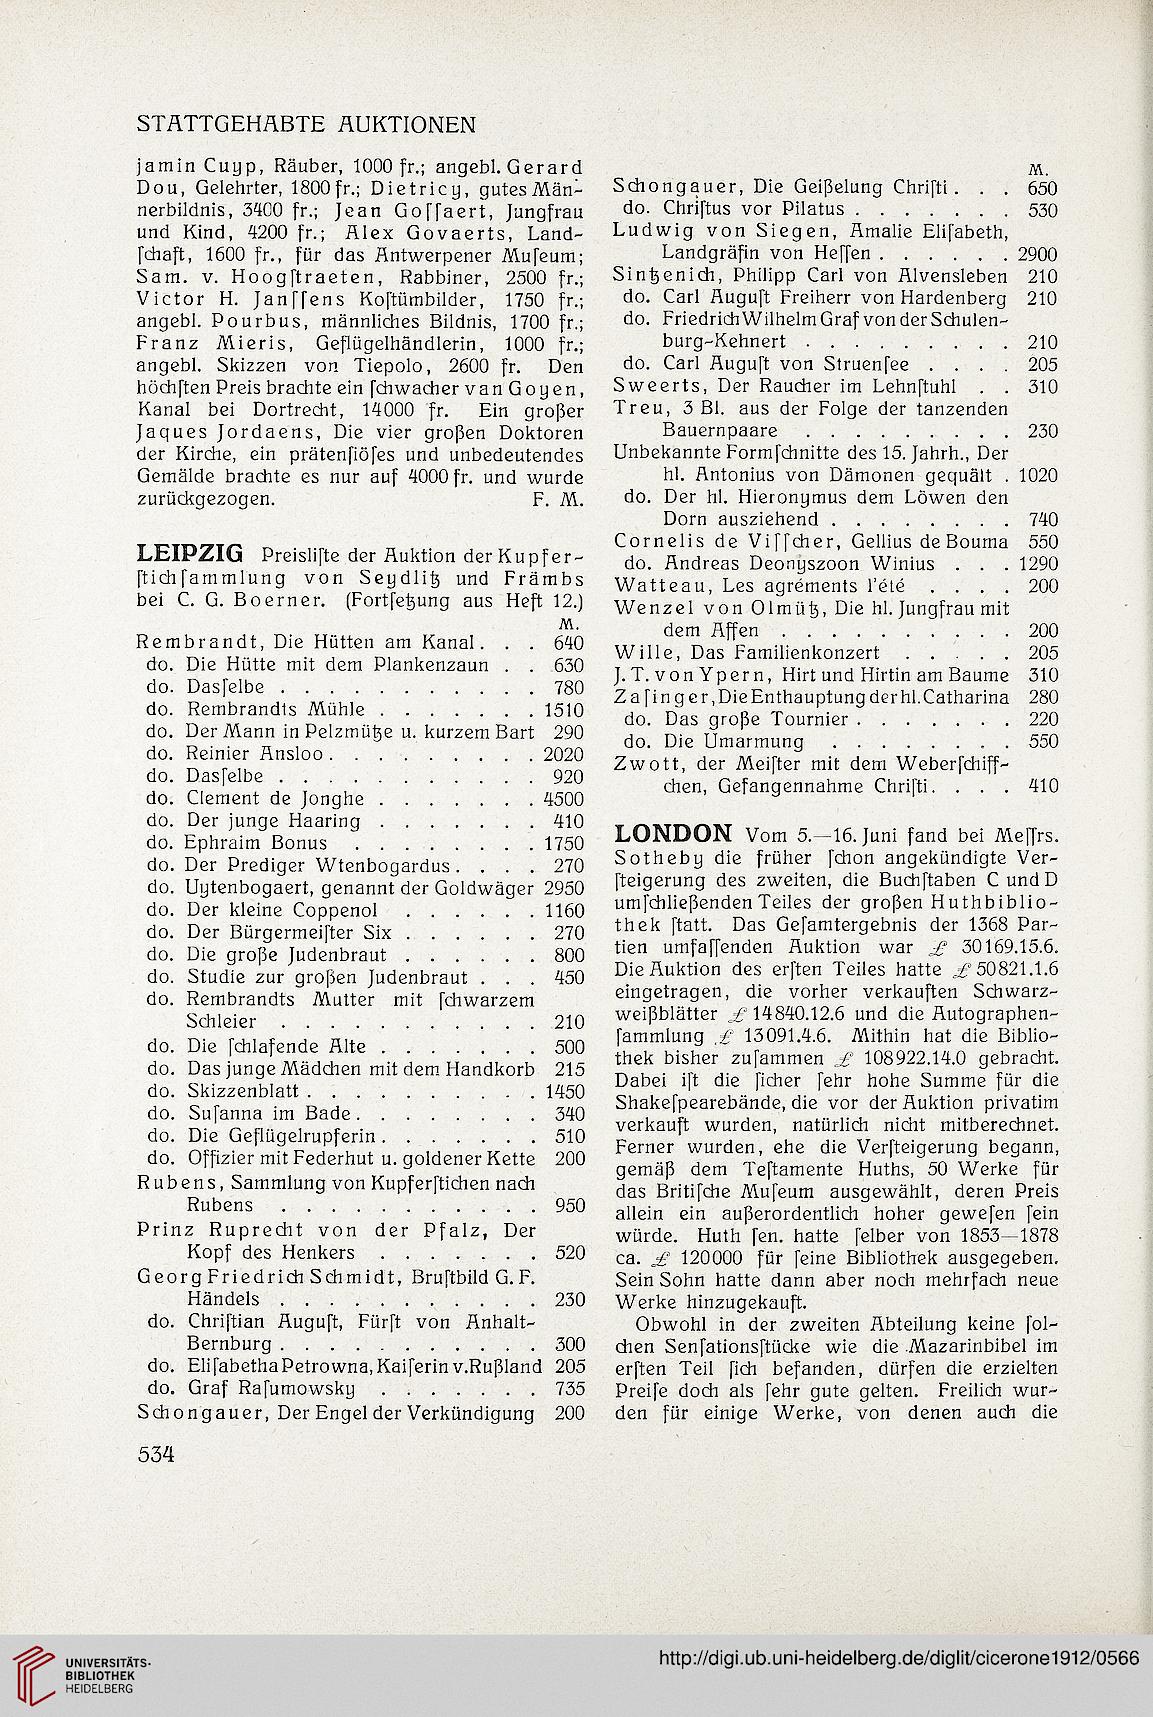 STATTGEHABTE AUKTIONEN
jamin Cuyp, Räuber, 1000 fr.; angebl. Gerard
Dou, Gelehrter, 1800 fr.; Dietricy, gutes Män-
nerbildnis, 3400 fr.; Jean Goſſaert, Jungfrau
und Kind, 4200 fr.; Alex Govaerts, Land-
ſchaft, 1600 fr., für das Antwerpener Muſeum;
Sam. v. Hoogſtraeten, Rabbiner, 2500 fr.;
Victor H. Janſſens Koſtümbilder, 1750 fr.;
angebl. Pourbus, männliches Bildnis, 1700 fr.;
Franz Mieris, Geflügelhändlerin, 1000 fr.;
angebl. Skizzen von Tiepolo, 2600 fr. Den
höchſten Preis brachte ein ſchwacher van Goyen,
Kanal bei Dortrecht, 14000 fr. Ein großer
Jaques Jordaens, Die vier großen Doktoren
der Kirche, ein prätenſiöſes und unbedeutendes
Gemälde brachte es nur auf 4000 fr. und wurde
zurückgezogen. F. M.
LEIPZIG Preisliſte der Auktion der Kupfer-
ſtichſammlung von Seydlitz und Främbs
bei C. G. Boerner. (Fortſetzung aus Heft 12.)
M.
Rembrandt, Die Hütten am Kanal . . . 640
do. Die Hütte mit dem Plankenzaun . . 630
do. Dasſelbe . . . . . . . . . . . 780
do. Rembrandts Mühle . . . . . . . 1510
do. Der Mann in Pelzmütze u. kurzem Bart 290
do. Reinier Ansloo . . . . . . . . . 2020
do. Dasſelbe . . . . . . . . . . . 920
do. Clement de Jonghe . . . . . . . 4500
do. Der junge Haaring . . . . . . . 410
do. Ephraim Bonus . . . . . . . . 1750
do. Der Prediger Wtenbogardus . . . . 270
do. Uytenbogaert, genannt der Goldwäger 2950
do. Der kleine Coppenol . . . . . . 1160
do. Der Bürgermeiſter Six . . . . . . 270
do. Die große Judenbraut . . . . . . 800
do. Studie zur großen Judenbraut . . . 450
do. Rembrandts Mutter mit ſchwarzem
Schleier . . . . . . . . . . . 210
do. Die ſchlafende Alte . . . . . . . 500
do. Das junge Mädchen mit dem Handkorb 215
do. Skizzenblatt . . . . . . . . . . 1450
do. Suſanna im Bade . . . . . . . . 340
do. Die Geflügelrupferin . . . . . . . 510
do. Offizier mit Federhut u. goldener Kette 200
Rubens, Sammlung von Kupferſtichen nach
Rubens . . . . . . . . . . . 950
Prinz Ruprecht von der Pfalz, Der
Kopf des Henkers . . . . . . . 520
Georg Friedrich Schmidt, Bruſtbild G. F.
Händels . . . . . . . . . . . 230
do. Chriſtian Auguſt, Fürſt von Anhalt-
Bernburg . . . . . . . . . . . 300
do. Eliſabetha Petrowna, Kaiſerin v. Rußland 205
do. Graf Raſumowsky . . . . . . . 735
Schongauer, Der Engel der Verkündigung 200
M.
Schongauer, Die Geißelung Chriſti . . . 650
do. Chriſtus vor Pilatus . . . . . . . 530
Ludwig von Siegen, Amalie Eliſabeth,
Landgräfin von Heſſen . . . . . . 2900
Sintzenich, Philipp Carl von Alvensleben 210
do. Carl Auguſt Freiherr von Hardenberg 210
do. Friedrich Wilhelm Graf von der Schulen-
burg-Kehnert . . . . . . . . . 210
do. Carl Auguſt von Struenſee . . . . 205
Sweerts, Der Raucher im Lehnſtuhl . . 310
Treu, 3 Bl. aus der Folge der tanzenden
Bauernpaare . . . . . . . . . 230
Unbekannte Formſchnitte des 15. Jahrh., Der
hl. Antonius von Dämonen gequält . 1020
do. Der hl. Hieronymus dem Löwen den
Dorn ausziehend . . . . . . . . 740
Cornelis de Viſſcher, Gellius de Bouma 550
do. Andreas Deonyszoon Winius . . . 1290
Watteau, Les agréments l'été . . . . 200
Wenzel von Olmütz, Die hl. Jungfrau mit
dem Affen . . . . . . . . . . 200
Wille, Das Familienkonzert . . . . . 205
J. T. von Ypern, Hirt und Hirtin am Baume 310
Zaſinger, Die Enthauptung der hl. Catharina 280
do. Das große Tournier . . . . . . . 220
do. Die Umarmung . . . . . . . . 550
Zwott, der Meiſter mit dem Weberſchiff-
chen, Gefangennahme Chriſti . . . . 410
LONDON Vom 5.—16. Juni fand bei Meſſrs.
Sotheby die früher ſchon angekündigte Ver-
ſteigerung des zweiten, die Buchſtaben C und D
umſchließenden Teiles der großen Huthbiblio-
thek ſtatt. Das Geſamtergebnis der 1368 Par-
tien umfaſſenden Auktion war £ 30169.15.6.
Die Auktion des erſten Teiles hatte £ 50821.1.6
eingetragen, die vorher verkauften Schwarz-
weißblätter £ 14840.12.6 und die Autographen-
ſammlung £ 13091.4.6. Mithin hat die Biblio-
thek bisher zuſammen £ 108922.14.0 gebracht.
Dabei iſt die ſicher ſehr hohe Summe für die
Shakeſpearebände, die vor der Auktion privatim
verkauft wurden, natürlich nicht mitberechnet.
Ferner wurden, ehe die Verſteigerung begann,
gemäß dem Teſtamente Huths, 50 Werke für
das Britiſche Muſeum ausgewählt, deren Preis
allein ein außerordentlich hoher geweſen ſein
würde. Huth ſen. hatte ſelber von 1853—1878
ca. £ 120000 für ſeine Bibliothek ausgegeben.
Sein Sohn hatte dann aber noch mehrfach neue
Werke hinzugekauft.
Obwohl in der zweiten Abteilung keine ſol-
chen Senſationsſtücke wie die Mazarinbibel im
erſten Teil ſich befanden, dürfen die erzielten
Preiſe doch als ſehr gute gelten. Freilich wur-
den für einige Werke, von denen auch die
534
UNIVERSITÄTS-
BIBLIOTHEK
HEIDELBERG
http://digi.ub.uni-heidelberg.de/diglit/cicerone1912/0566